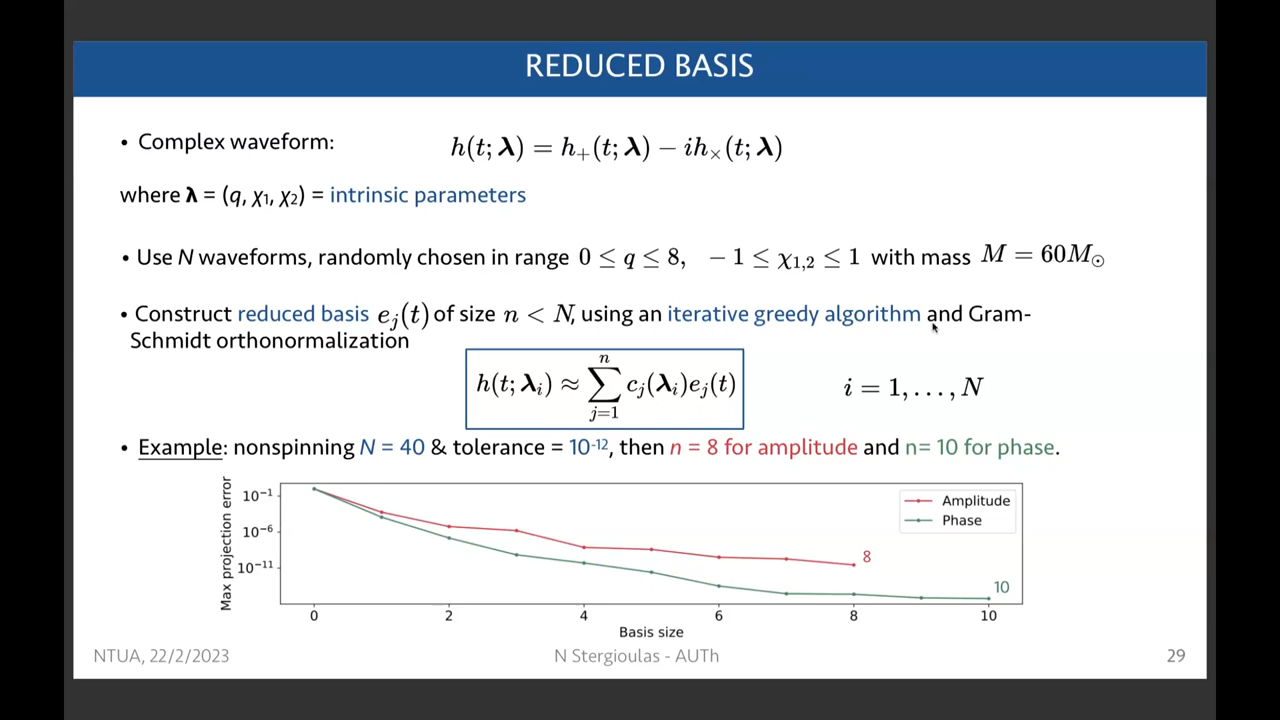 REDUCED BASIS
• Complex waveform: h(t; λ) = h₊(t; λ) − ih×(t; λ)
where λ = (q, χ₁, χ₂) = intrinsic parameters
• Use N waveforms, randomly chosen in range 0 ≤ q ≤ 8, −1 ≤ χ₁,₂ ≤ 1 with mass M = 60M⊙
• Construct reduced basis eⱼ(t) of size n < N, using an iterative greedy algorithm and Gram-
Schmidt orthonormalization
h(t; λᵢ) ≈ ∑ⱼ₌₁ⁿ cⱼ(λᵢ)eⱼ(t) i = 1, . . . , N
• Example: nonspinning N = 40 & tolerance = 10⁻¹², then n = 8 for amplitude and n= 10 for phase.
Max projection error
10⁻¹
10⁻⁶
10⁻¹¹
Amplitude
Phase
8
10
0 2 4 6 8 10
Basis size
NTUA, 22/2/2023 N Stergioulas - AUTh 29